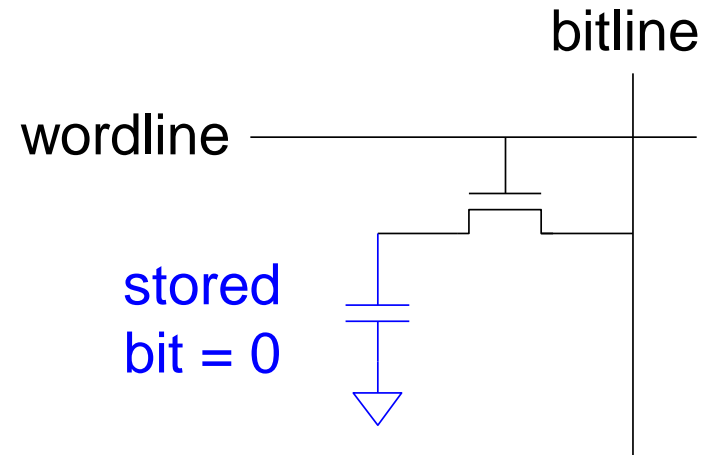 bitline
wordline
stored
bit = 0